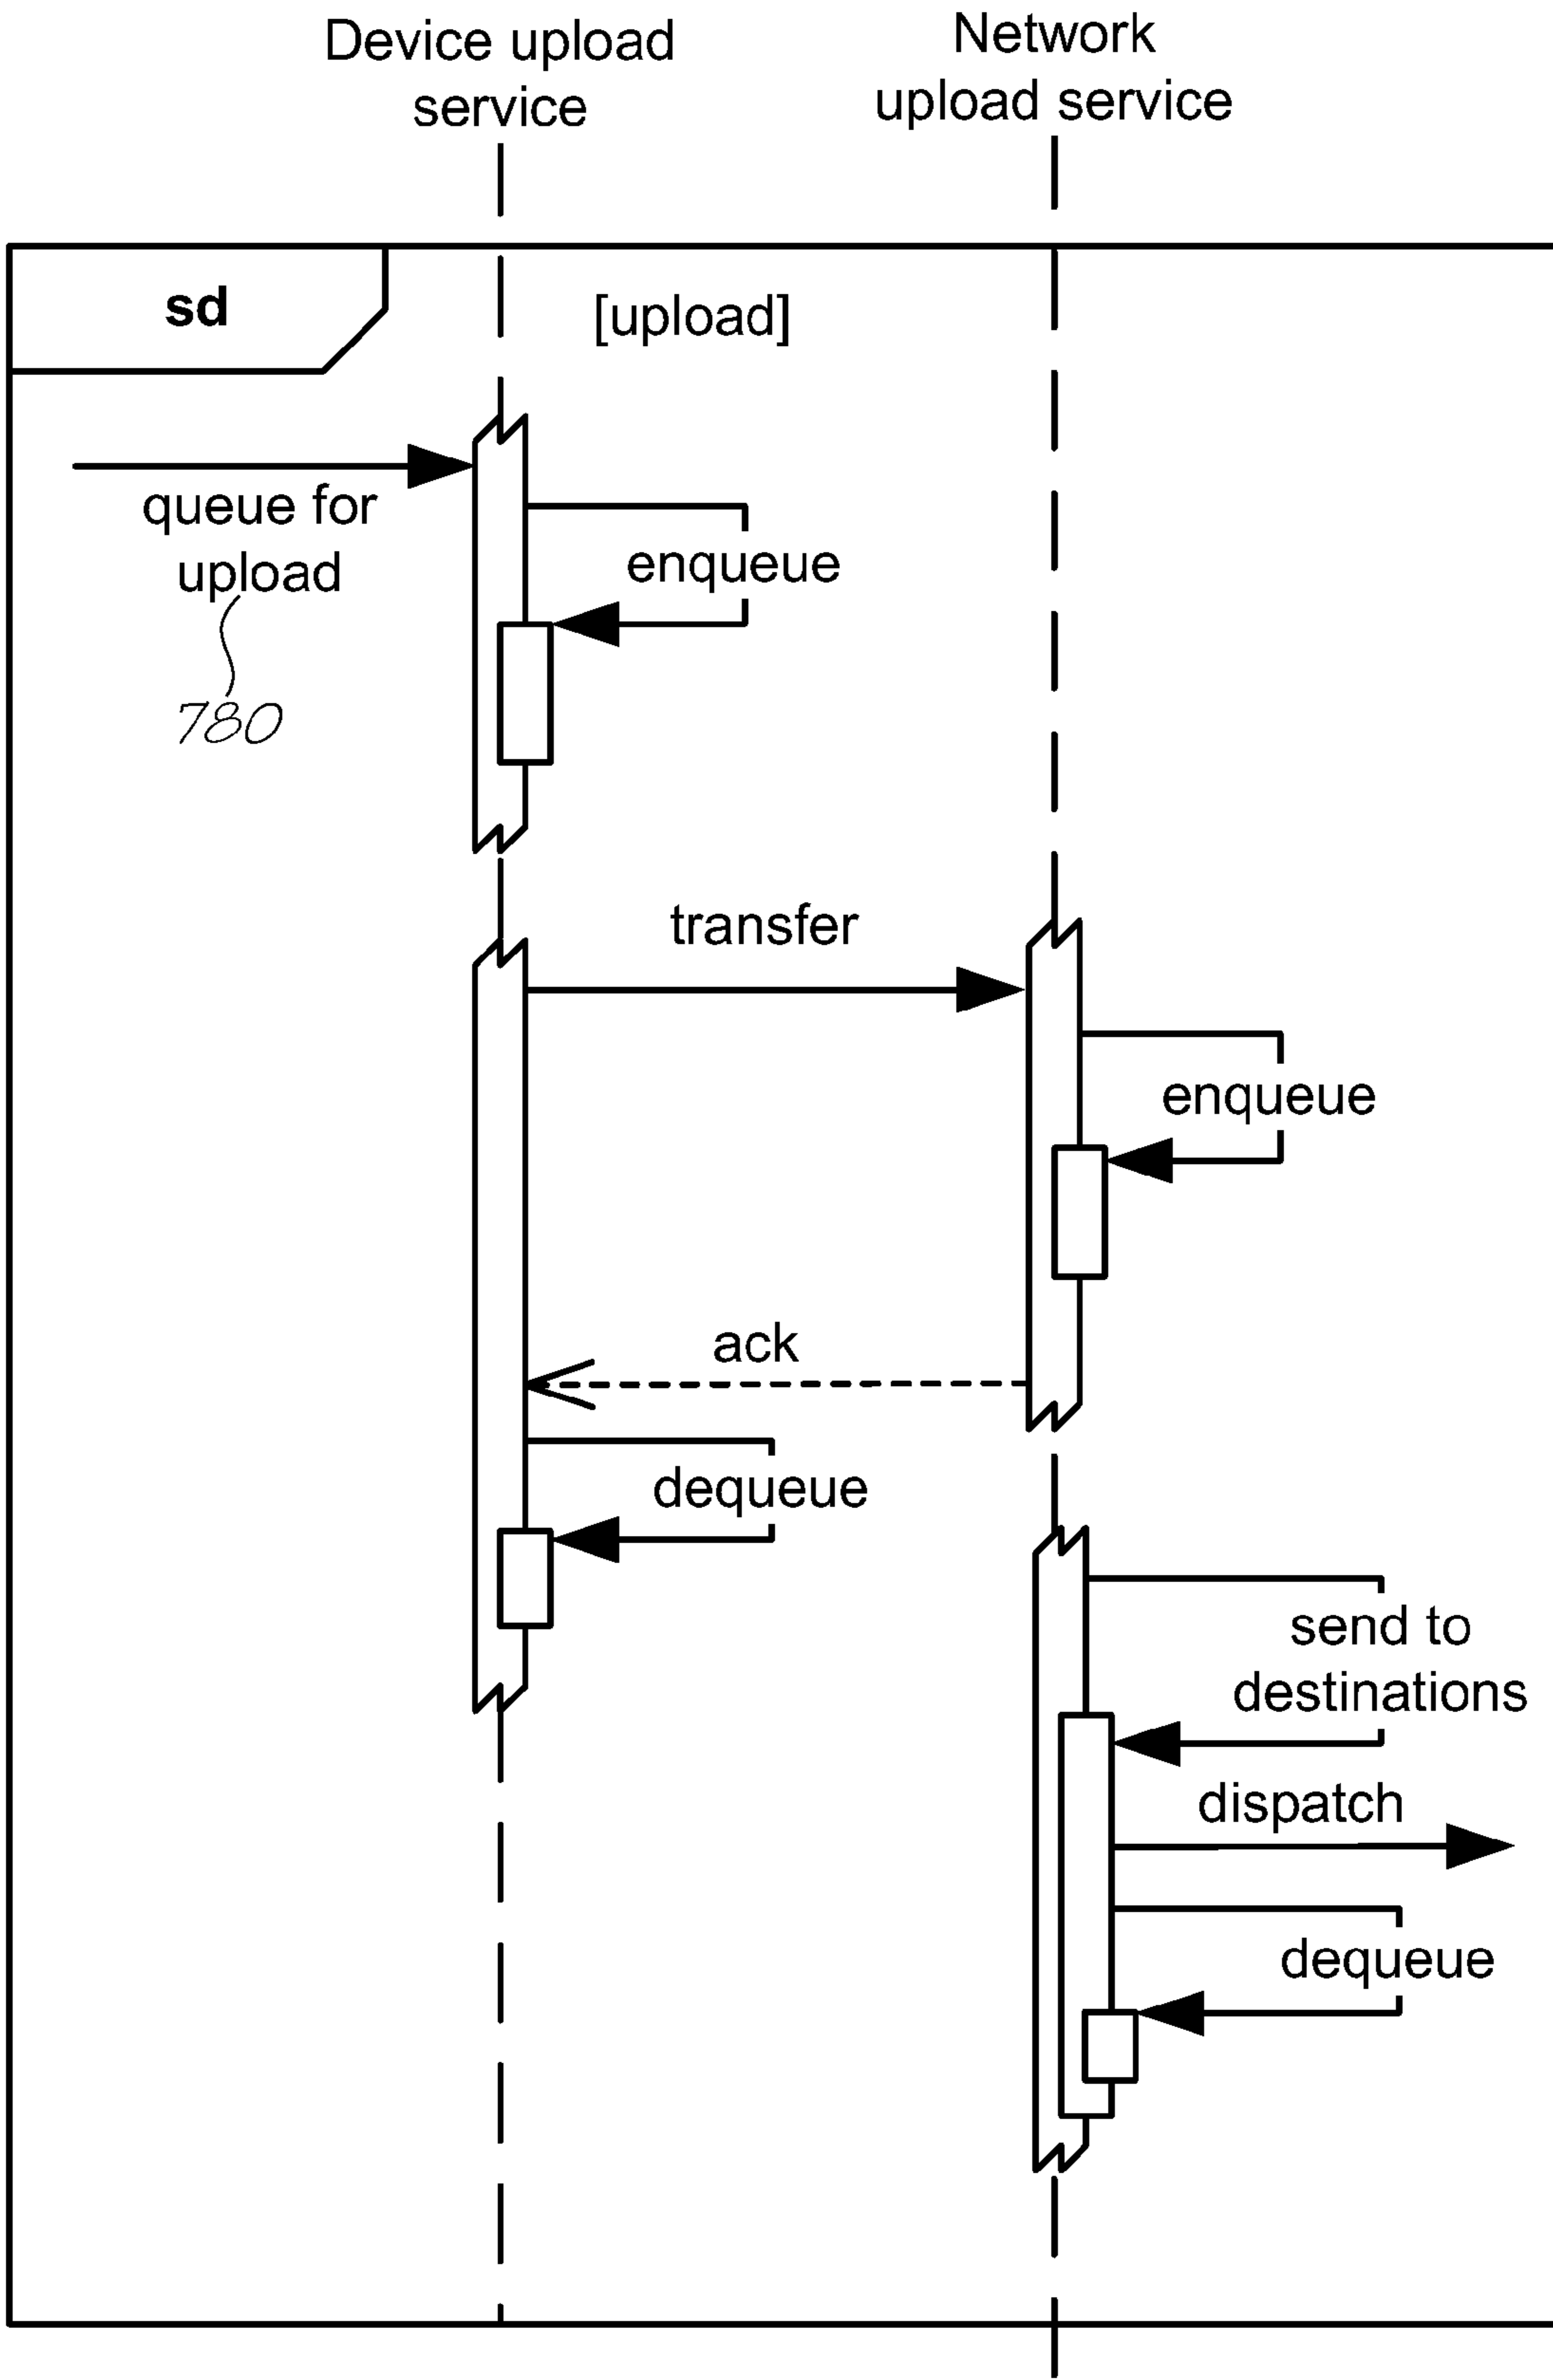 Device upload
service
Network
upload service
sd
[upload]
queue for
upload
780
enqueue
transfer
enqueue
ack
dequeue
send to
destinations
dispatch
dequeue